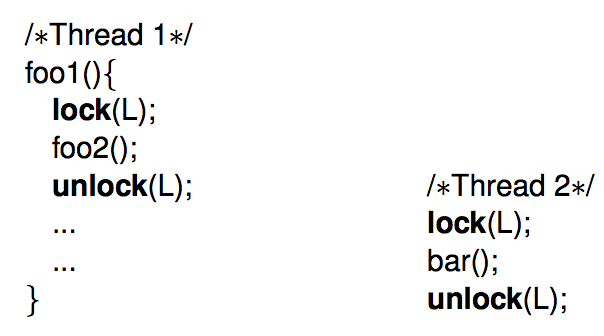 /*Thread 1*/
foo1(){
lock(L);
foo2();
unlock(L);
...
...
}
/*Thread 2*/
lock(L);
bar();
unlock(L);